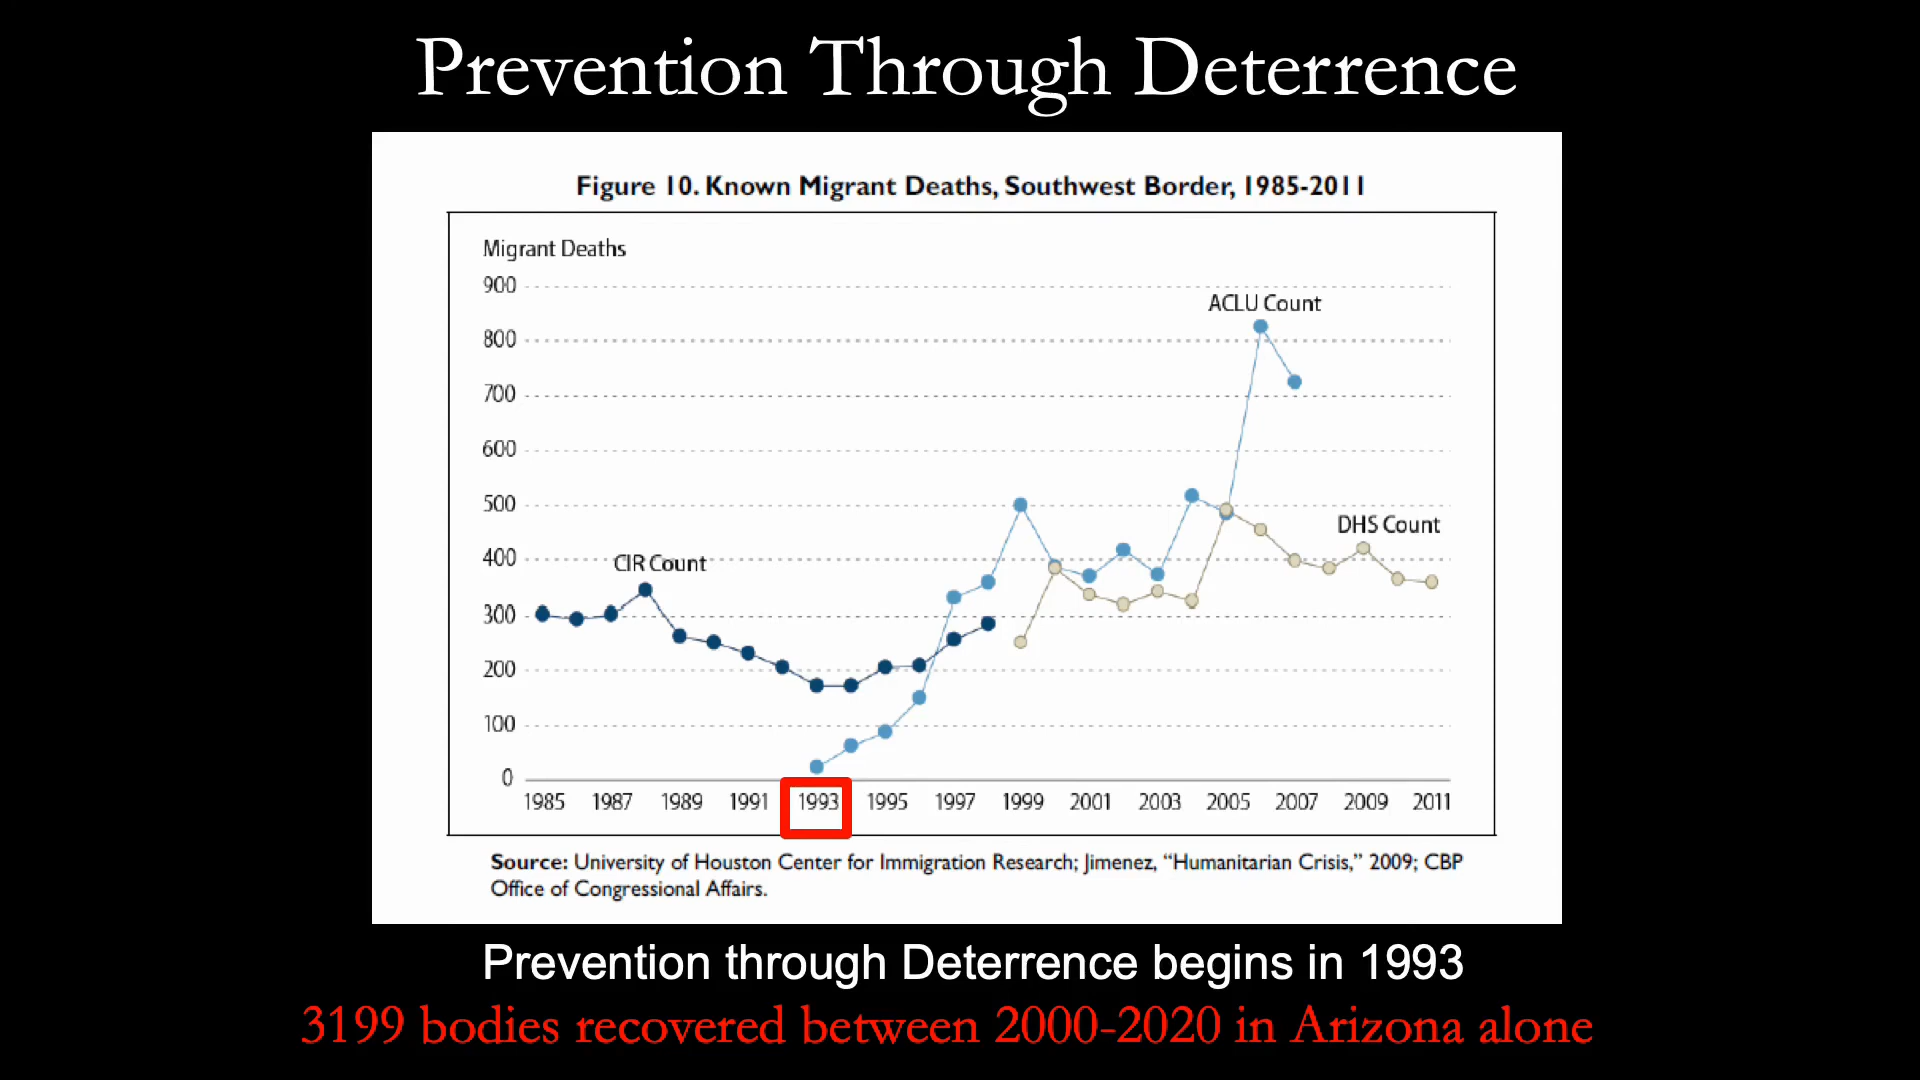 Prevention Through Deterrence
Figure 10. Known Migrant Deaths, Southwest Border, 1985-2011
Migrant Deaths
900
ACLU Count
800
700
600
500
DHS Count
400
CIR Count
300
200
100
0
1985 1987 1989 1991 1993 1995 1997 1999 2001 2003 2005 2007 2009 2011
Source: University of Houston Center for Immigration Research; Jimenez, “Humanitarian Crisis,” 2009; CBP
Office of Congressional Affairs.
Prevention through Deterrence begins in 1993
3199 bodies recovered between 2000-2020 in Arizona alone